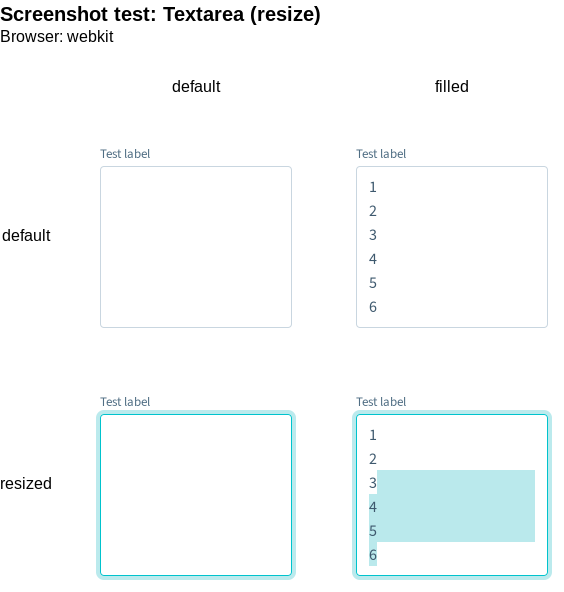 Screenshot test: Textarea (resize)
Browser: webkit
default
filled
Test label
Test label
default
1
2
3
4
5
6
Test label
Test label
resized
1
2
3
4
5
6